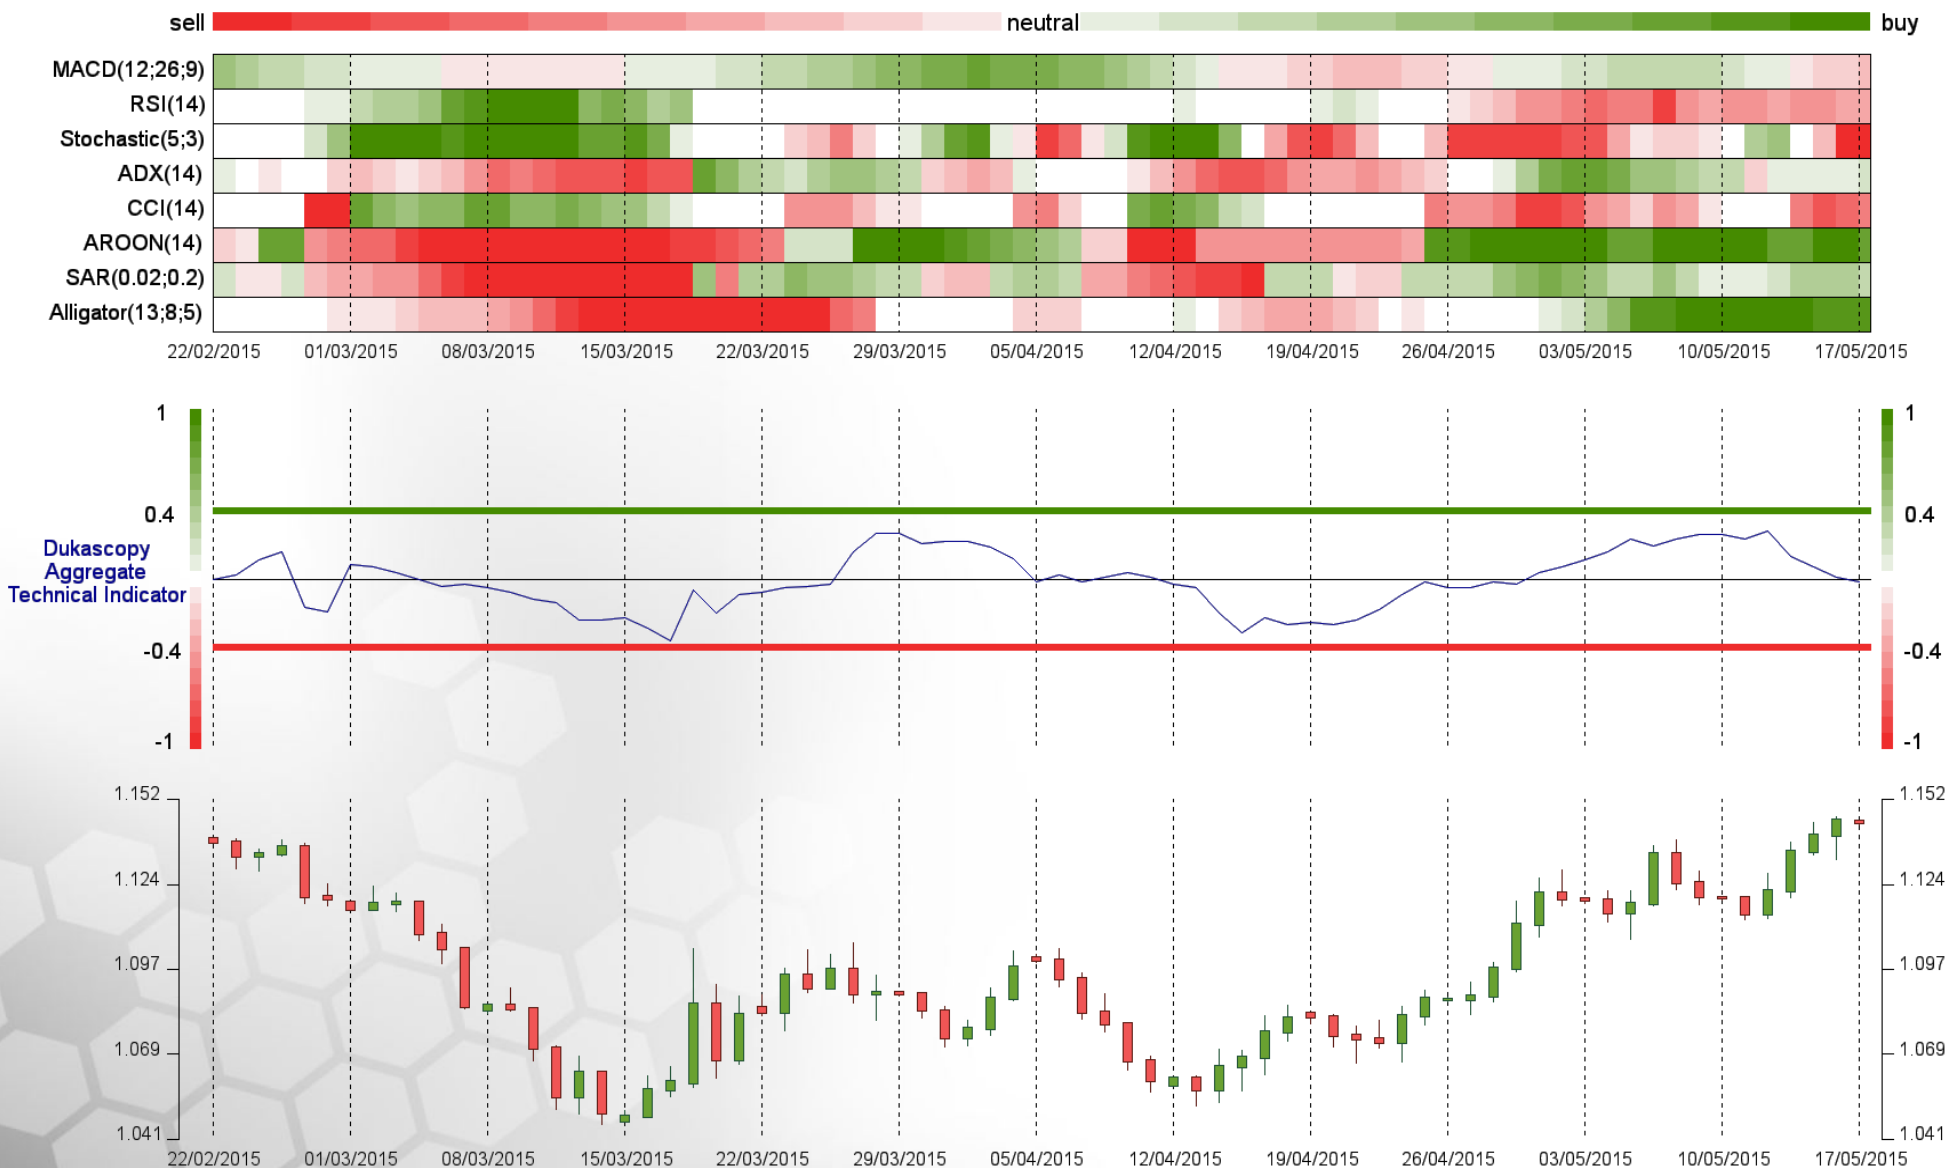 sell neutral buy
MACD(12;26;9)
RSI(14)
Stochastic(5;3)
ADX(14)
CCI(14)
AROON(14)
SAR(0.02;0.2)
Alligator(13;8;5)
22/02/2015 01/03/2015 08/03/2015 15/03/2015 22/03/2015 29/03/2015 05/04/2015 12/04/2015 19/04/2015 26/04/2015 03/05/2015 10/05/2015 17/05/2015
1 1
0.4 0.4
Dukascopy
Aggregate
Technical Indicator
-0.4 -0.4
-1 -1
1.152 1.152
1.124 1.124
1.097 1.097
1.069 1.069
1.041 1.041
22/02/2015 01/03/2015 08/03/2015 15/03/2015 22/03/2015 29/03/2015 05/04/2015 12/04/2015 19/04/2015 26/04/2015 03/05/2015 10/05/2015 17/05/2015